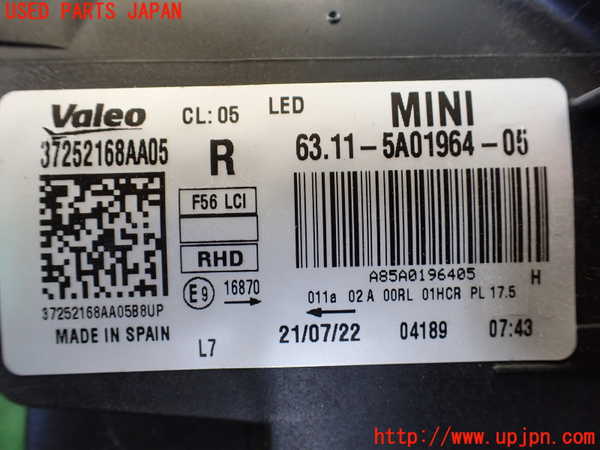 USED PARTS JAPAN
Valeo CL: 05 LED MINI
37252168AA05 R 63.11-5A01964-05
F56 LCI
RHD
A85A0196405 H
E9 16870
37252168AA05B8UP
011a 02A 00RL 01HCR PL 17.5
MADE IN SPAIN L7 21/07/22 04189 07:43
http://www.upjpn.com/